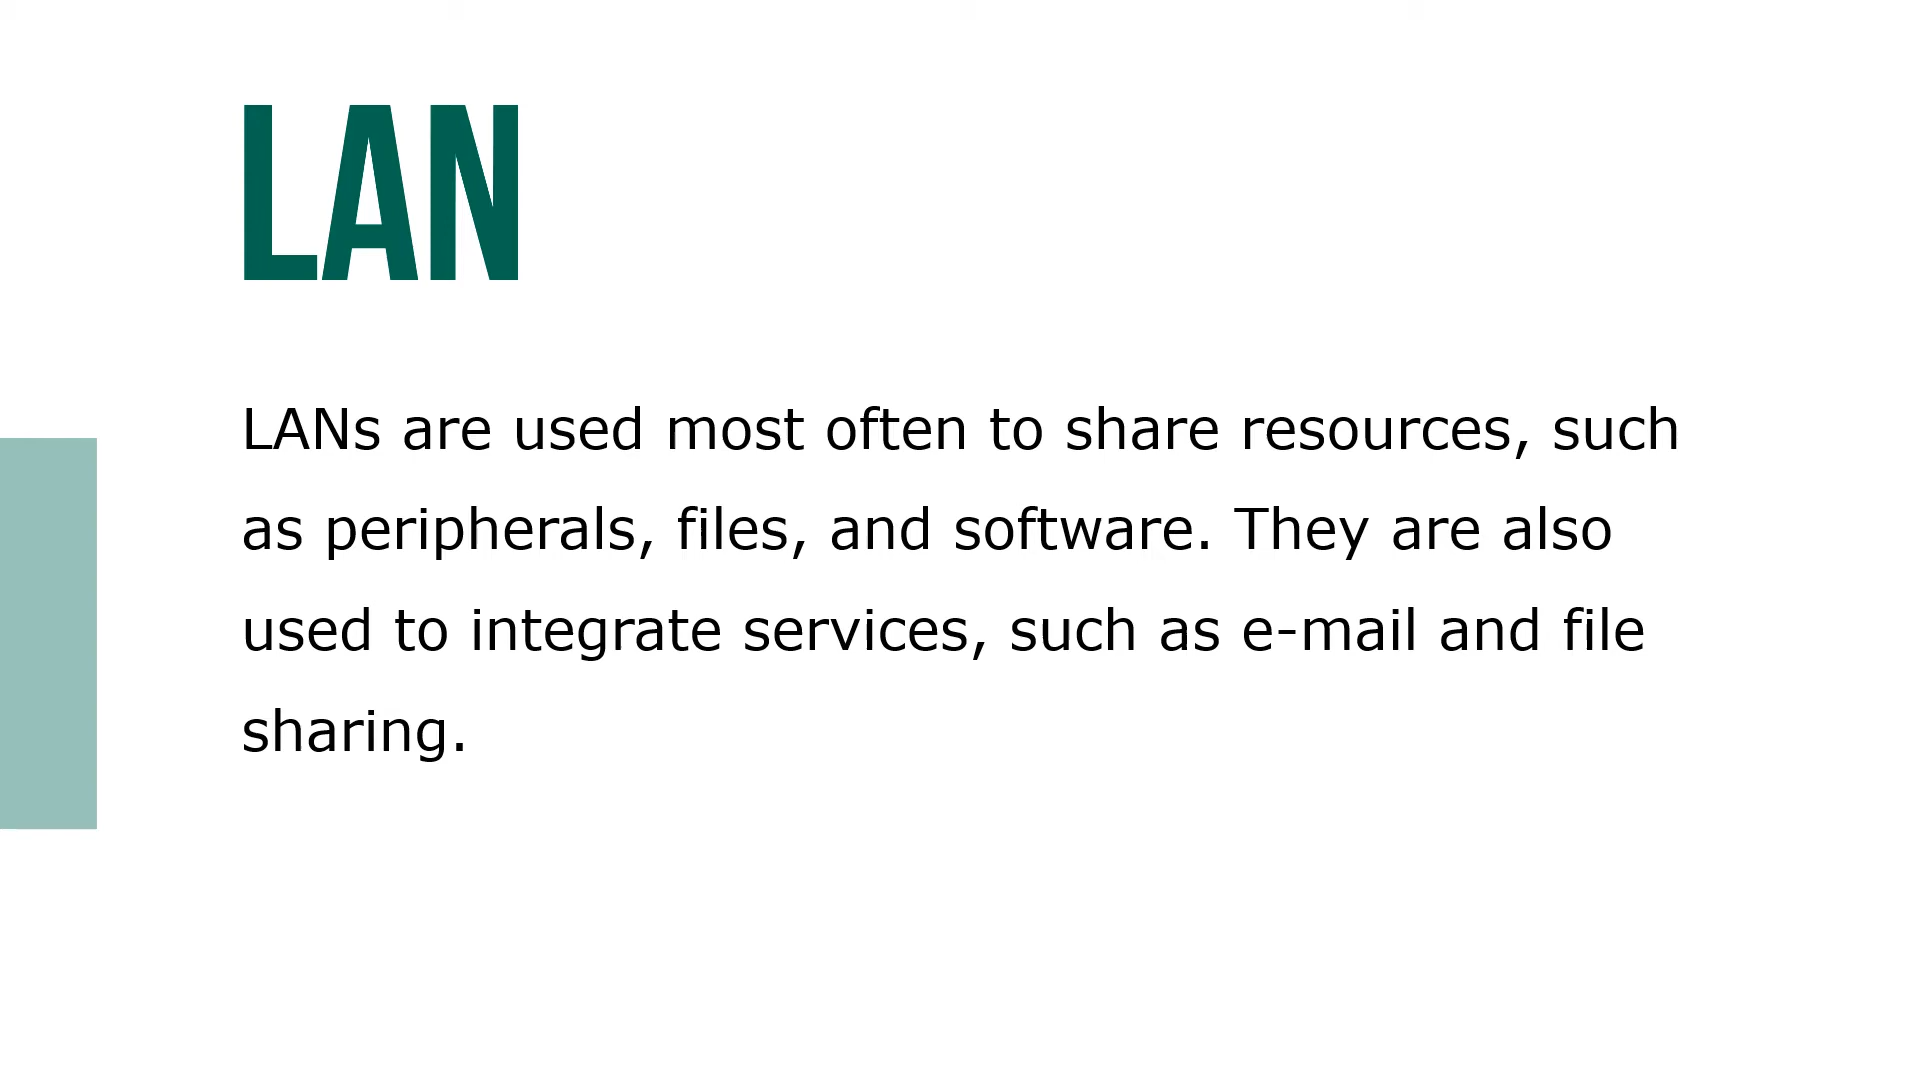 LAN
LANs are used most often to share resources, such
as peripherals, files, and software. They are also
used to integrate services, such as e-mail and file
sharing.